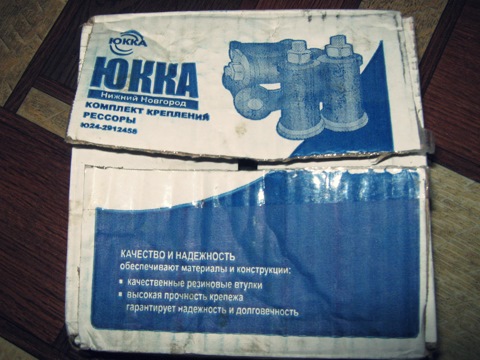 ЮККА
ЮККА
Нижний Новгород
КОМПЛЕКТ КРЕПЛЕНИЙ
РЕССОРЫ
Ю24-2912458
КАЧЕСТВО И НАДЕЖНОСТЬ
обеспечивают материалы и конструкции:
качественные резиновые втулки
высокая прочность крепежа
гарантирует надежность и долговечность